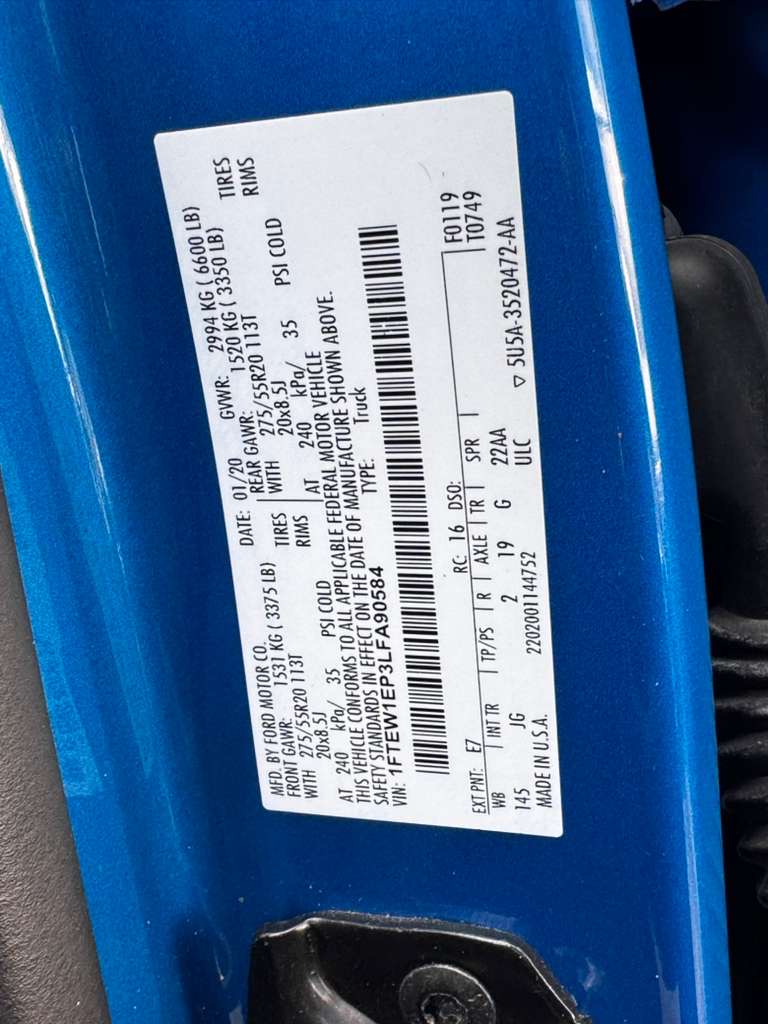 MFD. BY FORD MOTOR CO.
DATE: 01/20 GVWR: 2994 KG ( 6600 LB)
FRONT GAWR: 1531 KG ( 3375 LB) REAR GAWR: 1520 KG ( 3350 LB)
WITH 275/55R20 113T TIRES WITH 275/55R20 113T TIRES
20x8.5J RIMS 20x8.5J RIMS
AT 240 kPa/ 35 PSI COLD AT 240 kPa/ 35 PSI COLD
THIS VEHICLE CONFORMS TO ALL APPLICABLE FEDERAL MOTOR VEHICLE
SAFETY STANDARDS IN EFFECT ON THE DATE OF MANUFACTURE SHOWN ABOVE.
VIN: 1FTEW1EP3LFA90584 TYPE: Truck
F0119
T0749
EXT PNT: E7 RC: 16 DSO:
WB INT TR TP/PS R AXLE TR SPR
145 JG 2 19 G 22AA
▽ 5U5A-3520472-AA
MADE IN U.S.A. 2202001144752 ULC